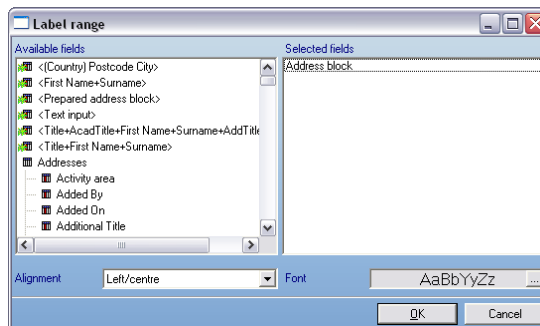 Label range
Available fields
Selected fields
<(Country) Postcode City>
<First Name+Surname>
<Prepared address block>
<Text input>
<Title+AcadTitle+First Name+Surname+AddTitle
<Title+First Name+Surname>
Addresses
Activity area
Added By
Added On
Additional Title
Address block
Alignment
Left/centre
Font
AaBbYyZz
...
OK
Cancel